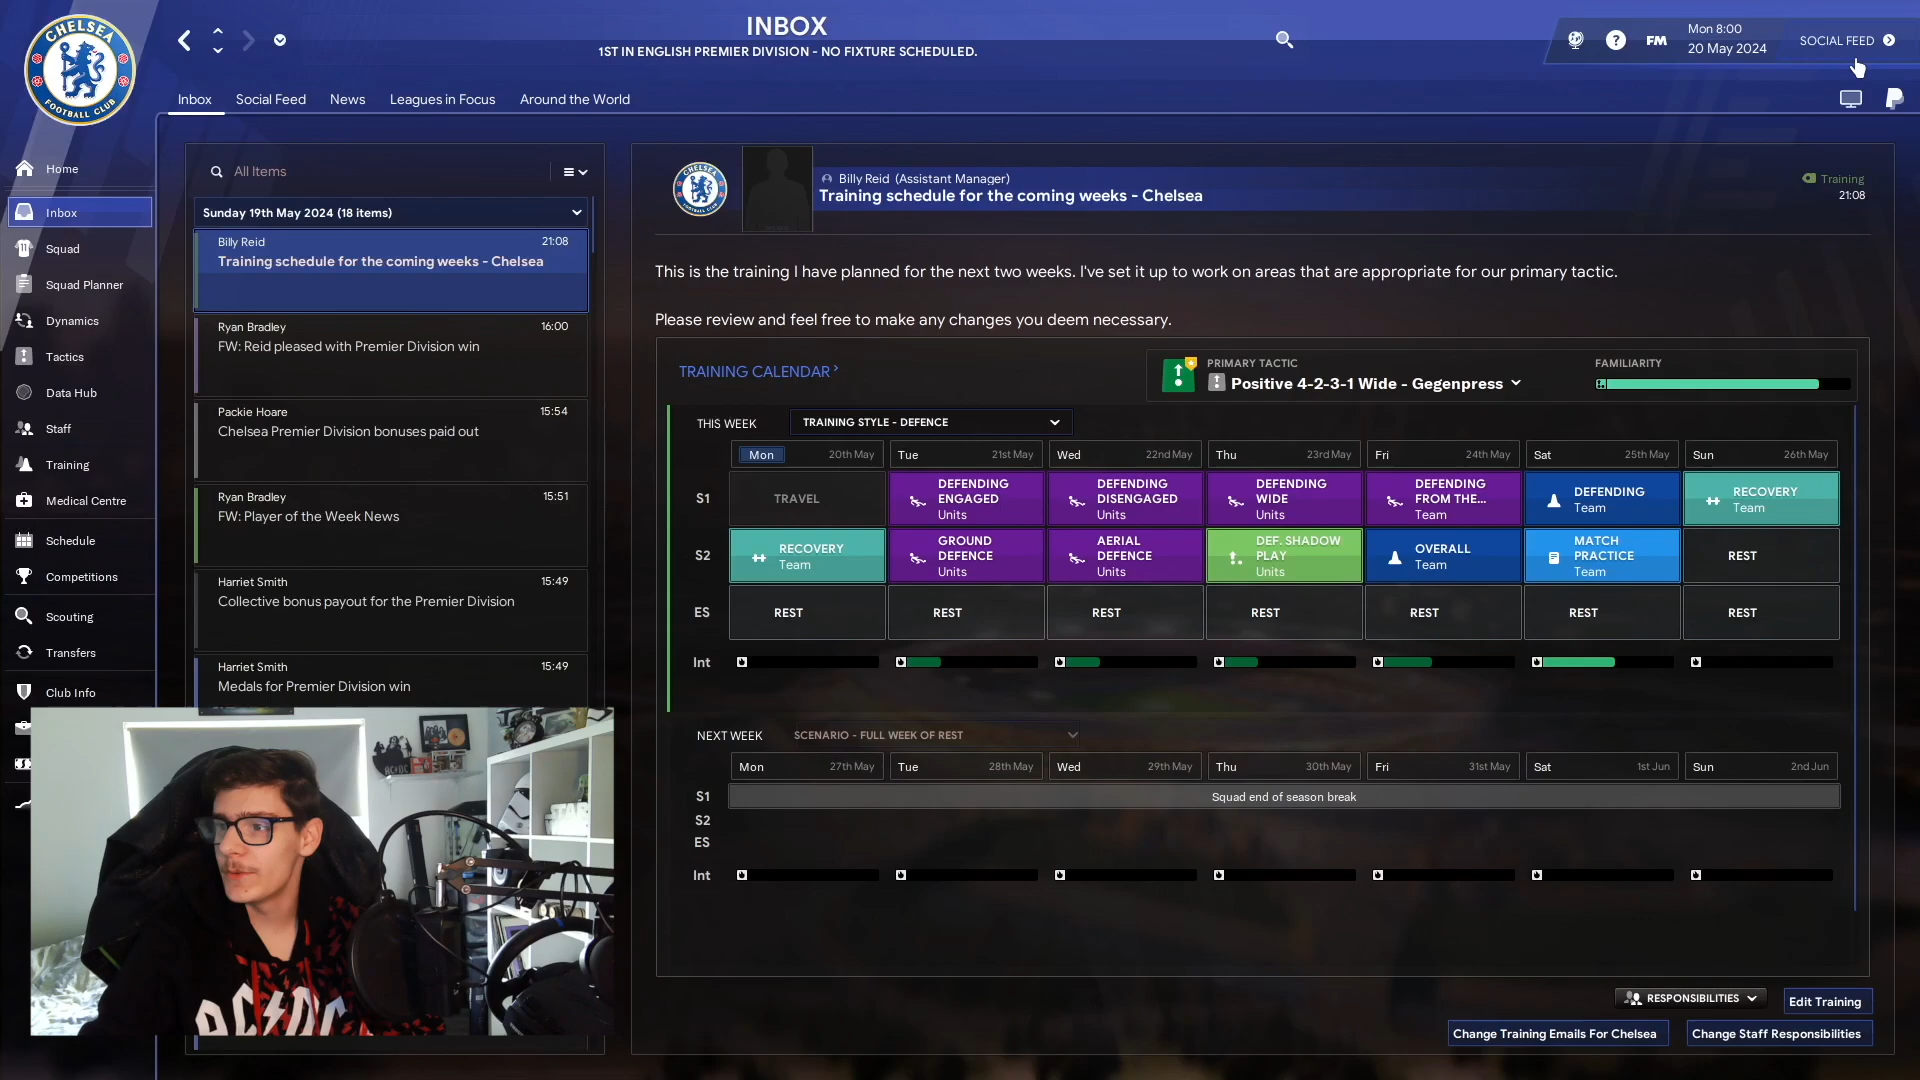 INBOX
1ST IN ENGLISH PREMIER DIVISION - NO FIXTURE SCHEDULED.
FM
Mon 8:00
20 May 2024
SOCIAL FEED
CHELSEA
FOOTBALL CLUB
Inbox Social Feed News Leagues in Focus Around the World
Home
Inbox
Squad
Squad Planner
Dynamics
Tactics
Data Hub
Staff
Training
Medical Centre
Schedule
Competitions
Scouting
Transfers
Club Info
All Items
Sunday 19th May 2024 (18 items)
Billy Reid 21:08
Training schedule for the coming weeks - Chelsea
Ryan Bradley 16:00
FW: Reid pleased with Premier Division win
Packie Hoare 15:54
Chelsea Premier Division bonuses paid out
Ryan Bradley 15:51
FW: Player of the Week News
Harriet Smith 15:49
Collective bonus payout for the Premier Division
Harriet Smith 15:49
Medals for Premier Division win
Billy Reid (Assistant Manager)
Training schedule for the coming weeks - Chelsea
Training
21:08
This is the training I have planned for the next two weeks. I've set it up to work on areas that are appropriate for our primary tactic.
Please review and feel free to make any changes you deem necessary.
TRAINING CALENDAR
PRIMARY TACTIC
Positive 4-2-3-1 Wide - Gegenpress
FAMILIARITY
THIS WEEK TRAINING STYLE - DEFENCE
Mon 20th May Tue 21st May Wed 22nd May Thu 23rd May Fri 24th May Sat 25th May Sun 26th May
S1 TRAVEL
DEFENDING ENGAGED Units
DEFENDING DISENGAGED Units
DEFENDING WIDE Units
DEFENDING FROM THE... Team
DEFENDING Team
RECOVERY Team
S2 RECOVERY Team
GROUND DEFENCE Units
AERIAL DEFENCE Units
DEF. SHADOW PLAY Units
OVERALL Team
MATCH PRACTICE Team
REST
ES REST REST REST REST REST REST REST
Int
NEXT WEEK SCENARIO - FULL WEEK OF REST
Mon 27th May Tue 28th May Wed 29th May Thu 30th May Fri 31st May Sat 1st Jun Sun 2nd Jun
S1 Squad end of season break
S2
ES
Int
RESPONSIBILITIES
Edit Training
Change Training Emails For Chelsea
Change Staff Responsibilities
AC/DC